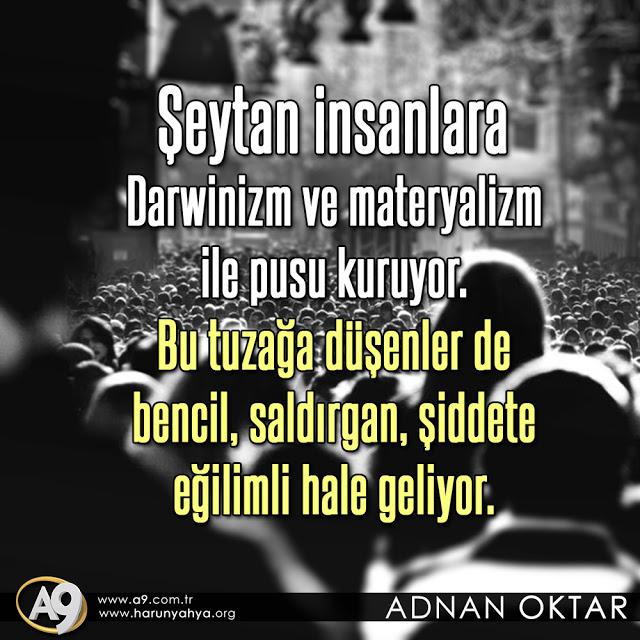 Şeytan insanlara
Darwinizm ve materyalizm
ile pusu kuruyor.
Bu tuzağa düşenler de
bencil, saldırgan, şiddete
eğilimli hale geliyor.
A9
www.a9.com.tr
www.harunyahya.org
ADNAN OKTAR